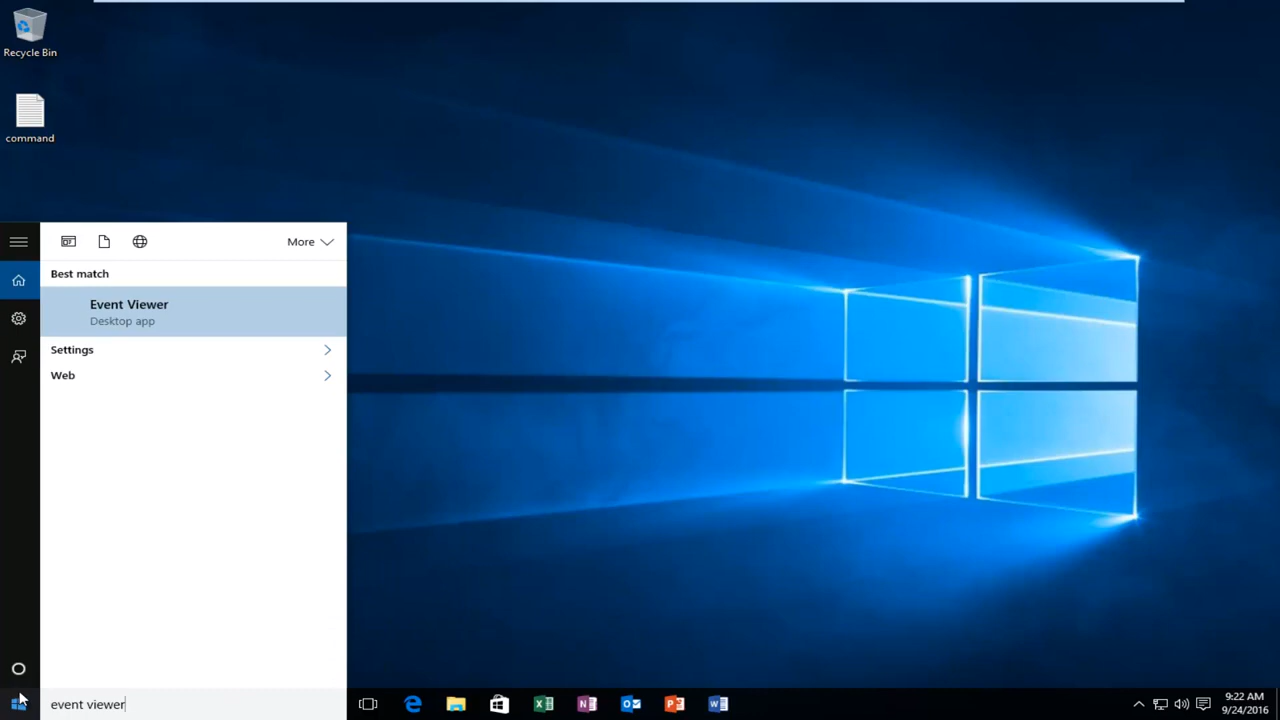 Recycle Bin
command
More
Best match
Event Viewer
Desktop app
Settings
Web
event viewer
9:22 AM
9/24/2016